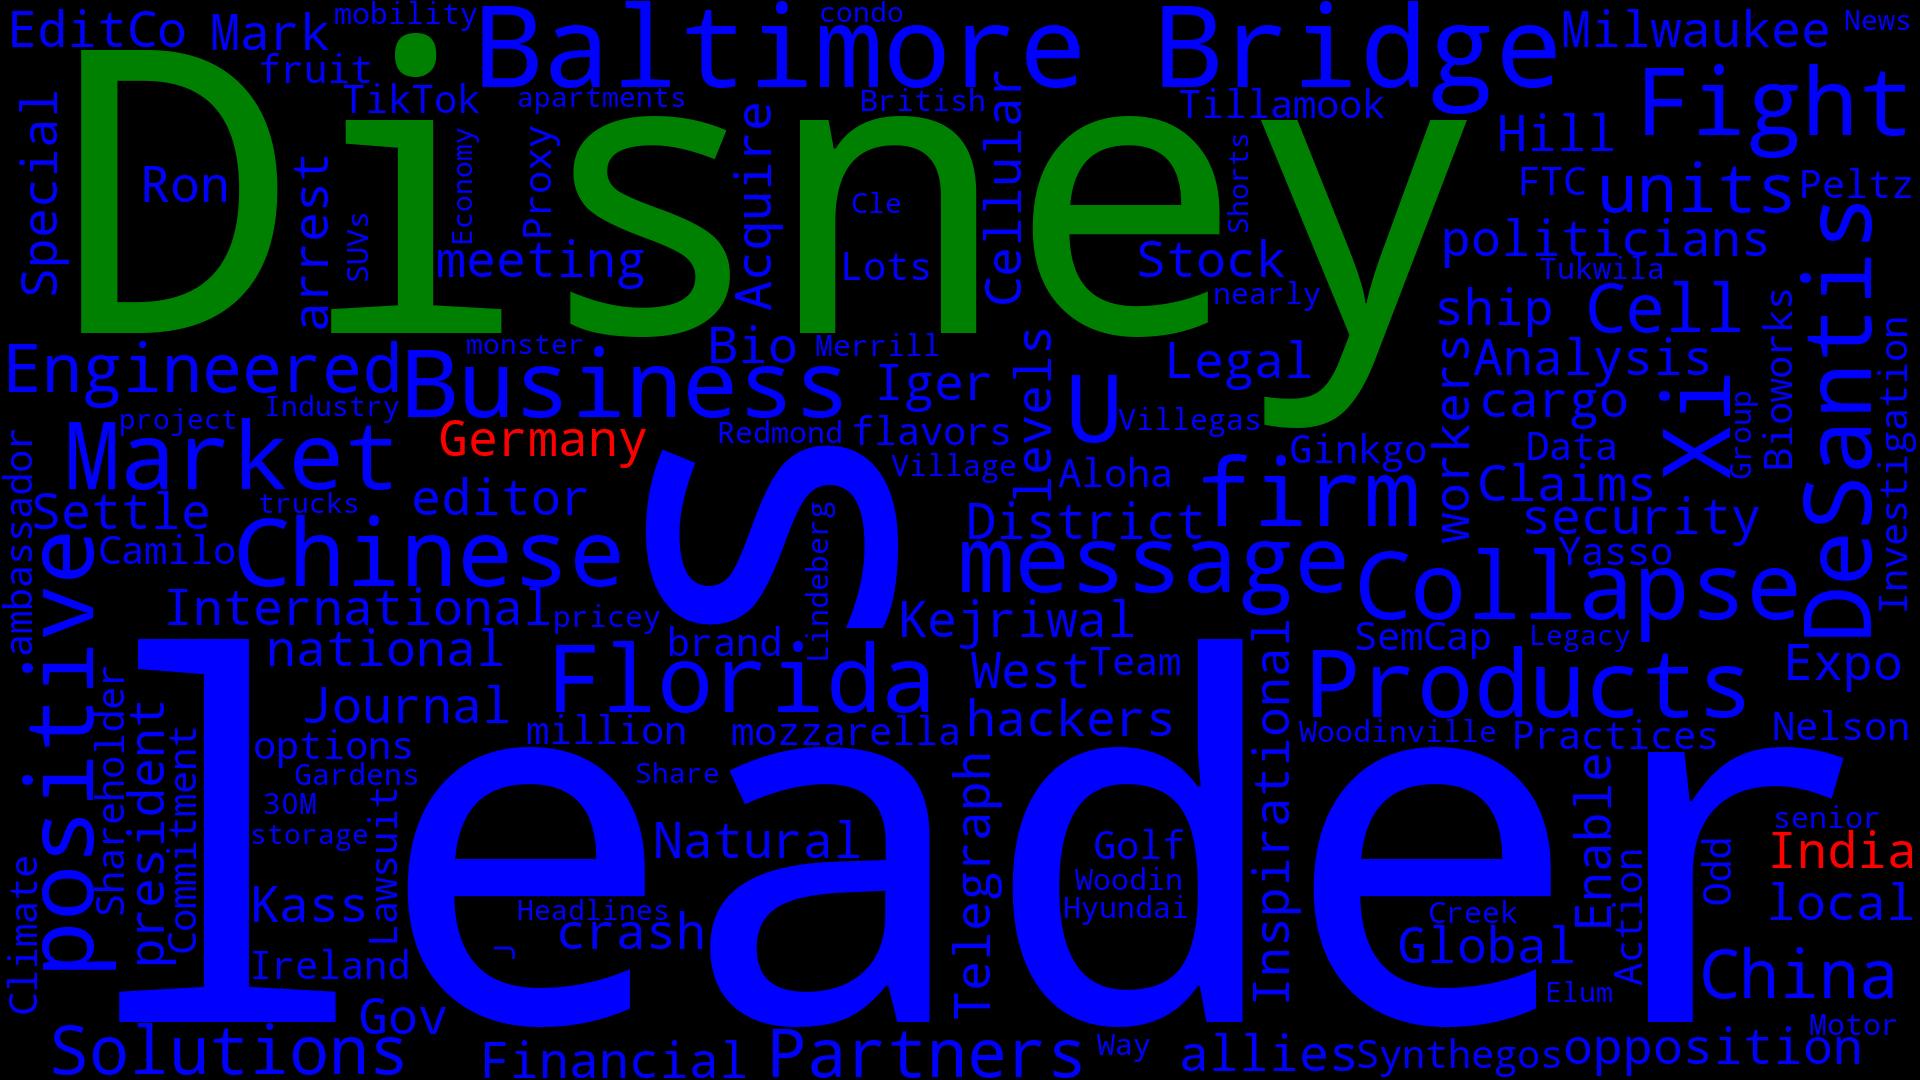 EditCo
Mark
mobility
Baltimore
condo
Bridge
Milwaukee
News
fruit
Disney
TikTok
apartments
British
Cellular
Tillamook
Fight
Special
Ron
arrest
SUVs
Economy
Proxy
Acquire
Cle
Shorts
Hill
FTC
units
Peltz
meeting
Lots
Stock
nearly
politicians
Tukwila
DeSantis
ship
Cell
Engineered
monster
Business
Bio
Merrill
Iger
levels
Legal
workers
Analysis
Bioworks
Investigation
project
Industry
Market
Germany
Redmond
flavors
U
Villegas
cargo
Xi
Group
ambassador
Village
Aloha
Ginkgo
Data
Settle
trucks
editor
s
Lindeberg
District
firm
Claims
security
positive
Camilo
Chinese
message
Collapse
Yasso
International
pricey
brand
Kejriwal
Inspirational
SemCap
Legacy
national
Florida
West
Team
Products
Expo
Shareholder
president
Commitment
Journal
million
mozzarella
hackers
Woodinville
Practices
Nelson
options
Gardens
Share
Telegraph
Enable
leader
30M
storage
Lawsuit
Natural
Golf
Odd
senior
India
Climate
Kass
Headlines
crash
Woodin
Hyundai
Creek
Global
Action
local
Ireland
Elum
China
Gov
Solutions
Financial
Partners
Way
allies
Synthegos
opposition
Motor